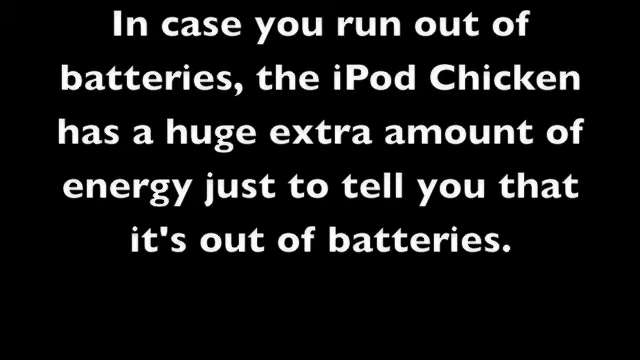 In case you run out of
batteries, the iPod Chicken
has a huge extra amount of
energy just to tell you that
it's out of batteries.